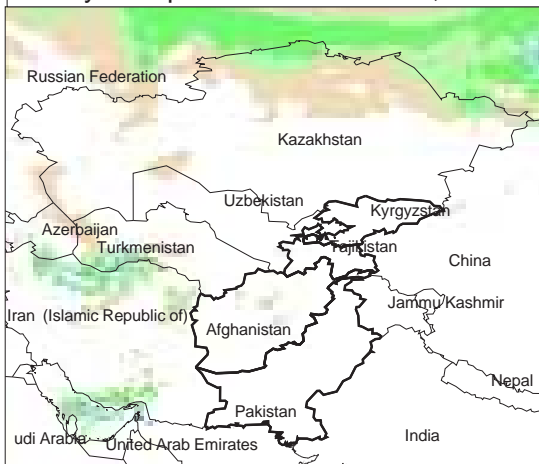 Russian Federation
Kazakhstan
Uzbekistan
Kyrgyzstan
Azerbaijan
Turkmenistan
Tajikistan
China
Jammu/Kashmir
Iran (Islamic Republic of)
Afghanistan
Nepal
Pakistan
udi Arabia
United Arab Emirates
India